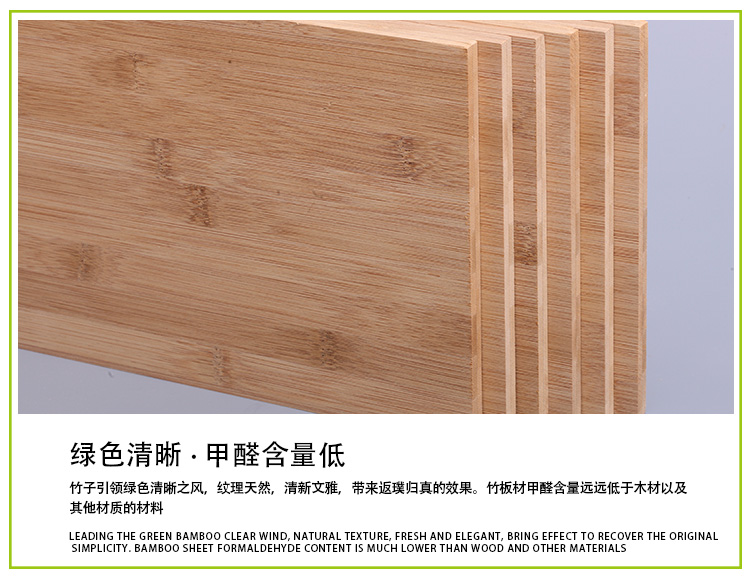 绿色清晰·甲醛含量低
竹子引领绿色清晰之风，纹理天然，清新文雅，带来返璞归真的效果。竹板材甲醛含量远远低于木材以及
其他材质的材料
LEADING THE GREEN BAMBOO CLEAR WIND, NATURAL TEXTURE, FRESH AND ELEGANT, BRING EFFECT TO RECOVER THE ORIGINAL
SIMPLICITY. BAMBOO SHEET FORMALDEHYDE CONTENT IS MUCH LOWER THAN WOOD AND OTHER MATERIALS